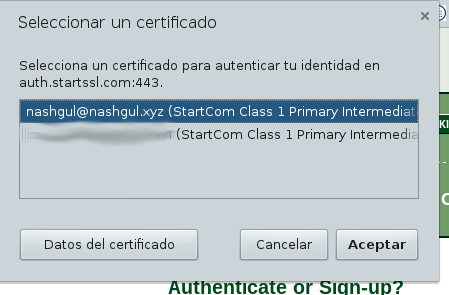 Seleccionar un certificado
Selecciona un certificado para autenticar tu identidad en
auth.startssl.com:443.
nashgul@nashgul.xyz (StartCom Class 1 Primary Intermediat
(StartCom Class 1 Primary Intermedia
Datos del certificado
Cancelar
Aceptar
Authenticate or Sign-up?